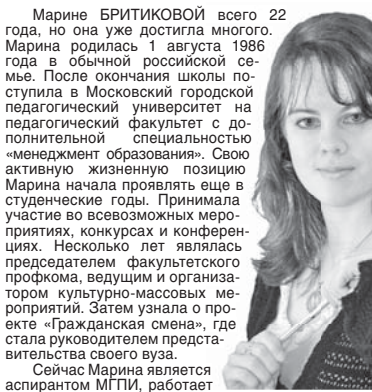 Марине БРИТИКОВОЙ всего 22
года, но она уже достигла многого.
Марина родилась 1 августа 1986
года в обычной российской се-
мье. После окончания школы по-
ступила в Московский городской
педагогический университет на
педагогический факультет с до-
полнительной специальностью
«менеджмент образования». Свою
активную жизненную позицию
Марина начала проявлять еще в
студенческие годы. Принимала
участие во всевозможных меро-
приятиях, конкурсах и конферен-
циях. Несколько лет являлась
председателем факультетского
профкома, ведущим и организа-
тором культурно-массовых ме-
роприятий. Затем узнала о про-
екте «Гражданская смена», где
стала руководителем предста-
вительства своего вуза.
Сейчас Марина является
аспирантом МГПИ, работает